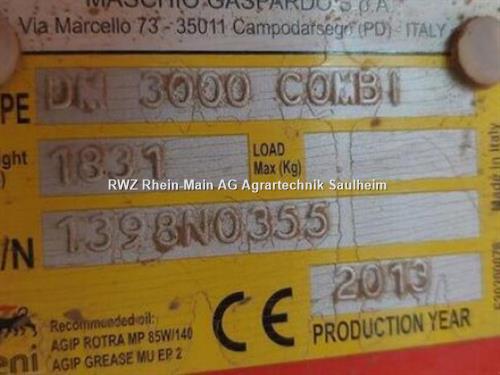 MASCHIO GASPARDO S.p.A.
Via Marcello 73 - 35011 Campodarsego (PD) - ITALY
PE DM 3000 COMBI
ght 1831 LOAD Max (Kg)
RWZ Rhein-Main AG Agrartechnik Saulheim
/N 1398N0355
2013
CE PRODUCTION YEAR
Recommended oil:
AGIP ROTRA MP 85W/140
AGIP GREASE MU EP 2
eni
Made in Italy